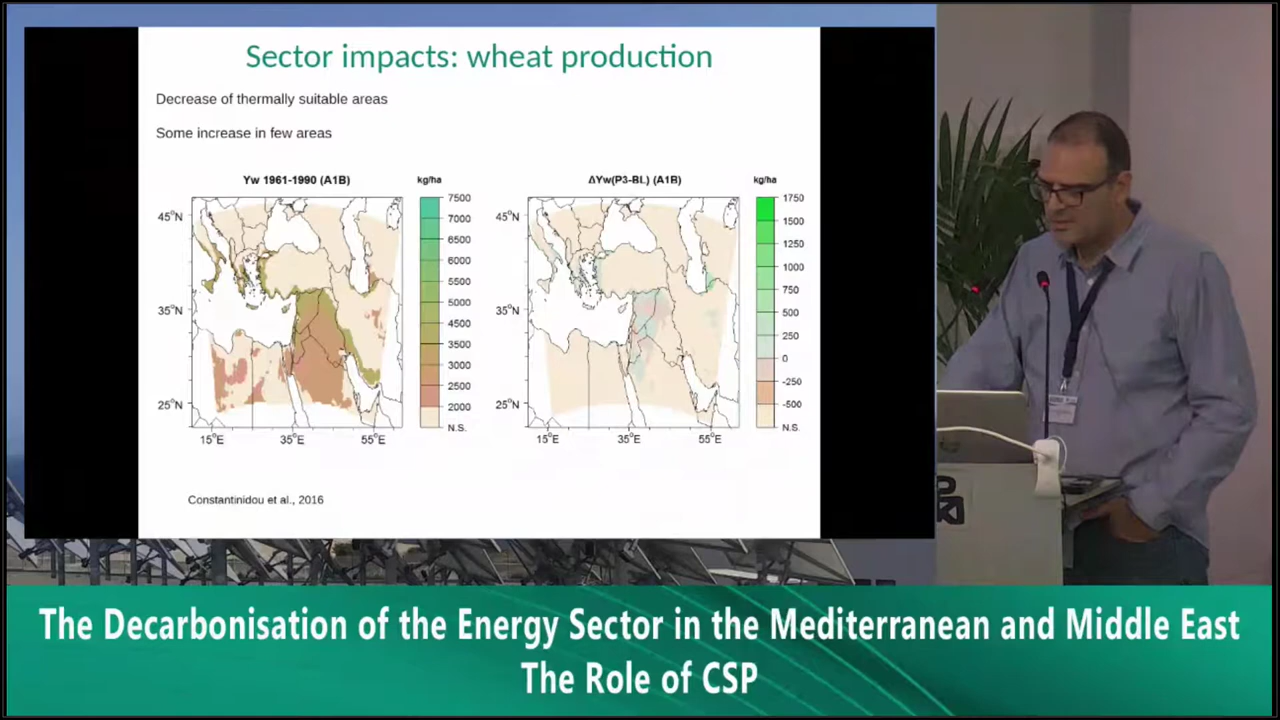 Sector impacts: wheat production
Decrease of thermally suitable areas
Some increase in few areas
Yw 1961-1990 (A1B)
kg/ha
7500
7000
6500
6000
5500
5000
4500
3500
3000
2500
2000
N.S.
45°N
35°N
25°N
15°E
35°E
55°E
ΔYw(P3-BL) (A1B)
kg/ha
1750
1500
1250
1000
750
500
250
0
-250
-500
N.S.
45°N
35°N
25°N
15°E
35°E
55°E
Constantinidou et al., 2016
The Decarbonisation of the Energy Sector in the Mediterranean and Middle East
The Role of CSP